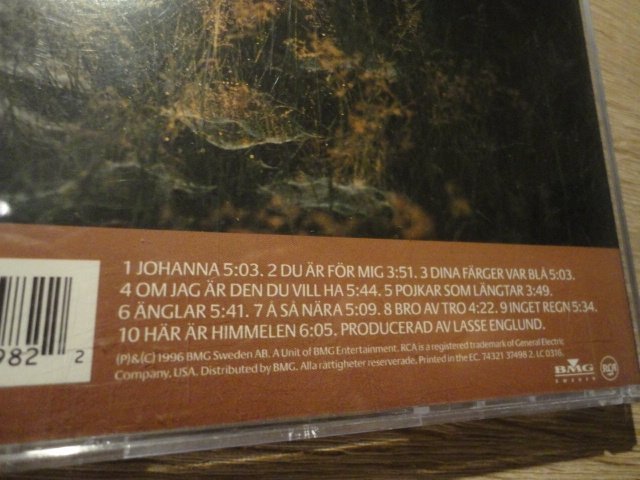 1 JOHANNA 5:03. 2 DU ÄR FÖR MIG 3:51. 3 DINA FÄRGER VAR BLÅ 5:03.
4 OM JAG ÄR DEN DU VILL HA 5:44. 5 POJKAR SOM LÄNGTAR 3:49.
6 ÄNGLAR 5:41. 7 Å SÅ NÄRA 5:09. 8 BRO AV TRO 4:22. 9 INGET REGN 5:34.
10 HÄR ÄR HIMMELEN 6:05. PRODUCERAD AV LASSE ENGLUND.
(P)&(C) 1996 BMG Sweden AB. A Unit of BMG Entertainment. RCA is a registered trademark of General Electric
Company, USA. Distributed by BMG. Alla rättigheter reserverade. Printed in the EC. 74321 37498 2. LC 0316.
BMG
SWEDEN
RCA
982 2